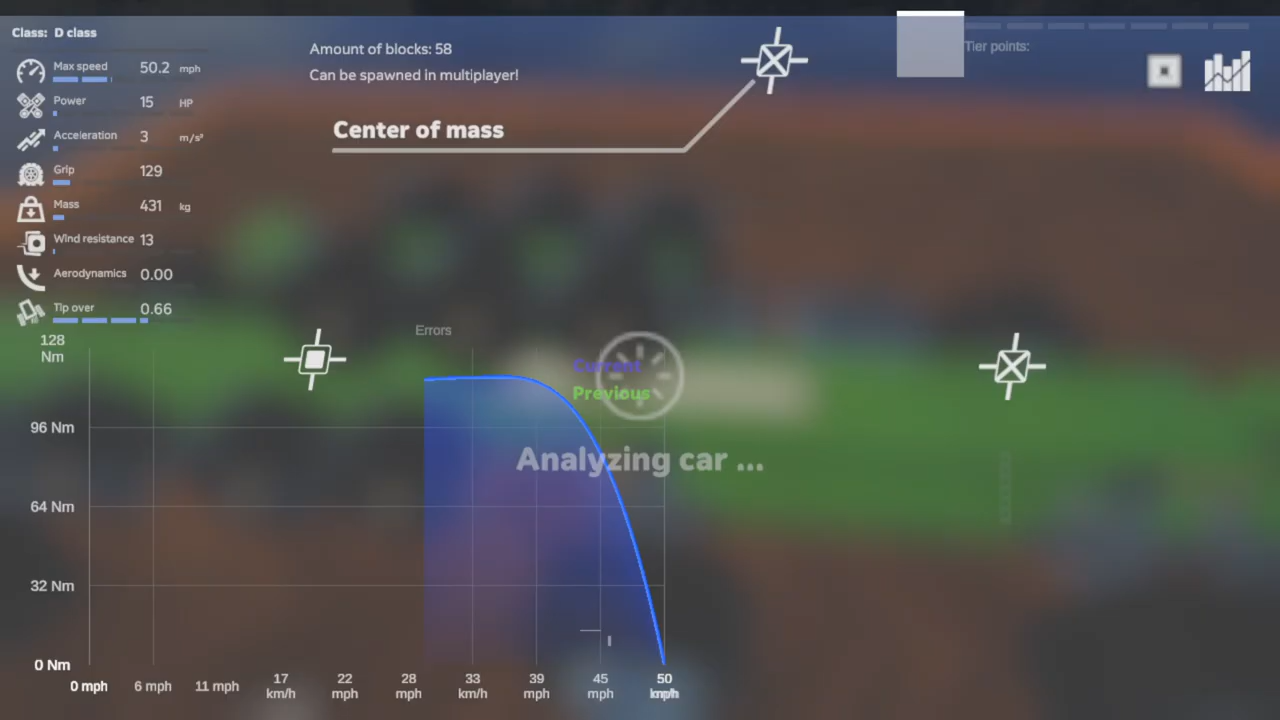 Class: D class
Max speed 50.2 mph
Power 15 HP
Acceleration 3 m/s²
Grip 129
Mass 431 kg
Wind resistance 13
Aerodynamics 0.00
Tip over 0.66
Amount of blocks: 58
Can be spawned in multiplayer!
Center of mass
Tier points:
Errors
Current
Previous
Analyzing car ...
128
Nm
96 Nm
64 Nm
32 Nm
0 Nm
0 mph
6 mph
11 mph
17
km/h
22
mph
28
mph
33
km/h
39
mph
45
mph
50